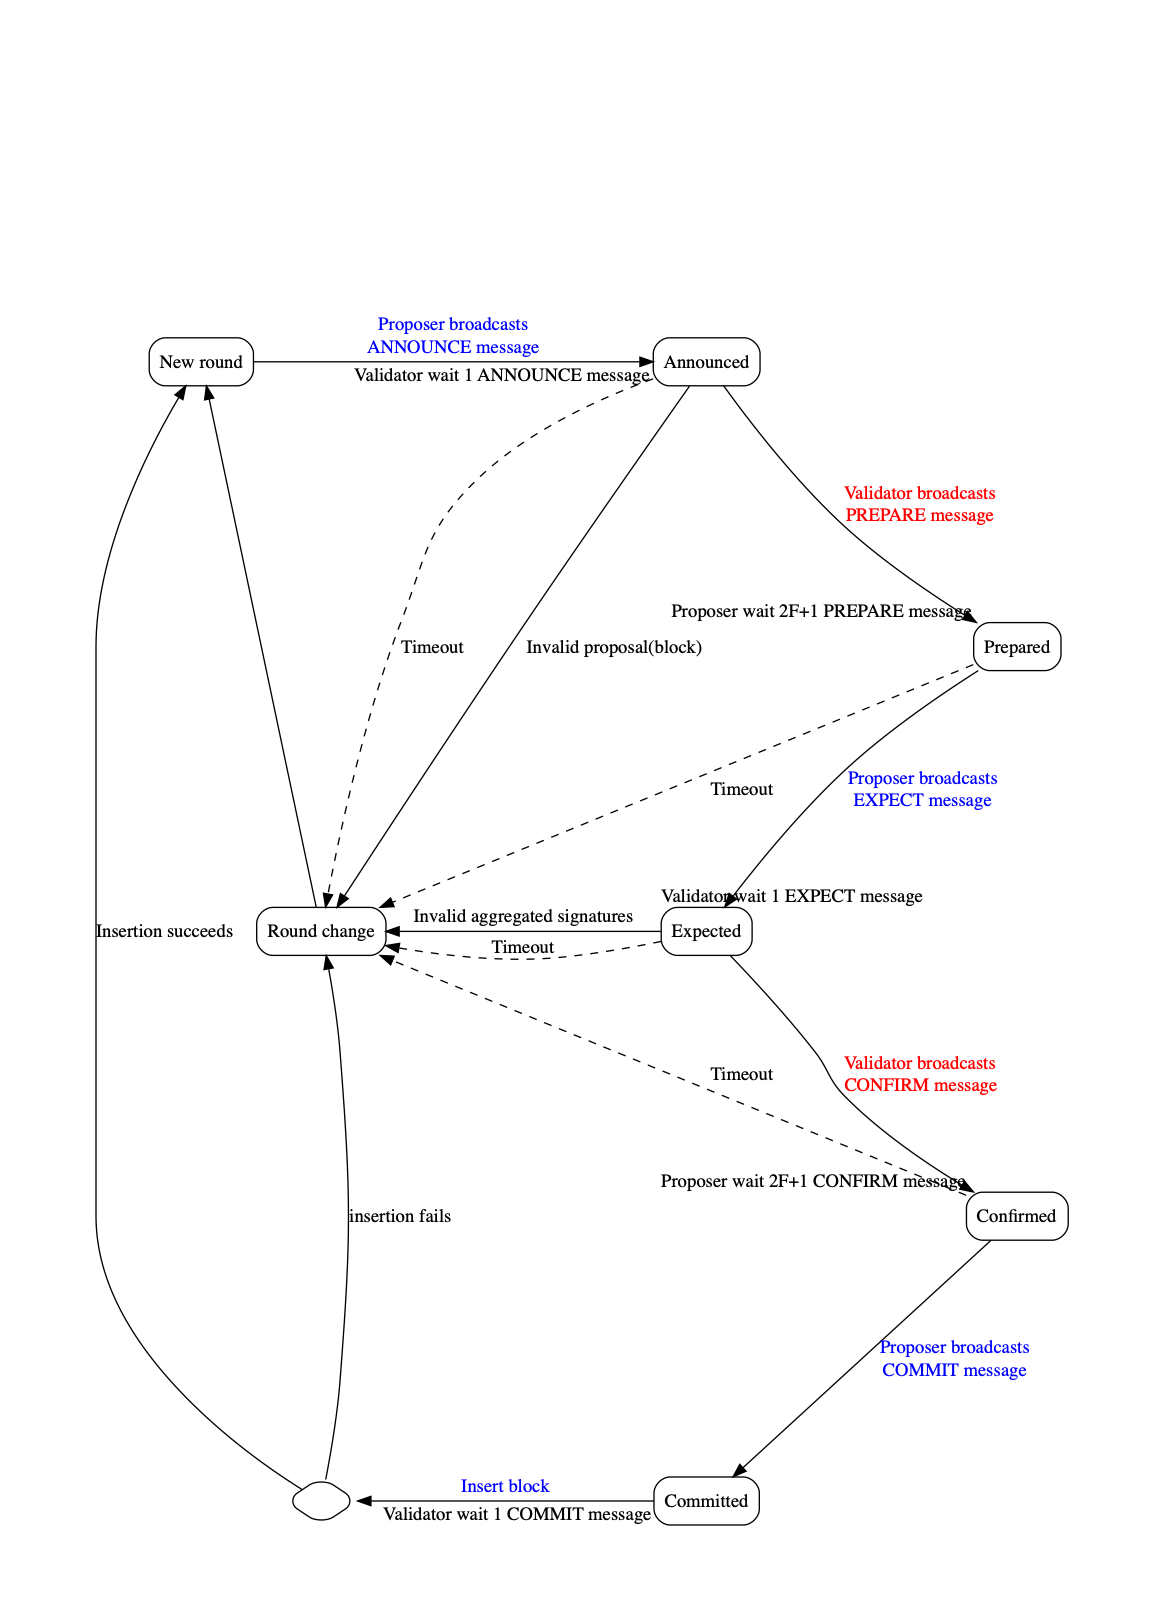 Proposer broadcasts
ANNOUNCE message
New round
Announced
Validator wait 1 ANNOUNCE message
Validator broadcasts
PREPARE message
Proposer wait 2F+1 PREPARE message
Timeout
Invalid proposal(block)
Prepared
Timeout
Proposer broadcasts
EXPECT message
Validator wait 1 EXPECT message
Invalid aggregated signatures
Insertion succeeds
Round change
Expected
Timeout
Validator broadcasts
CONFIRM message
Timeout
Proposer wait 2F+1 CONFIRM message
insertion fails
Confirmed
Proposer broadcasts
COMMIT message
Insert block
Committed
Validator wait 1 COMMIT message